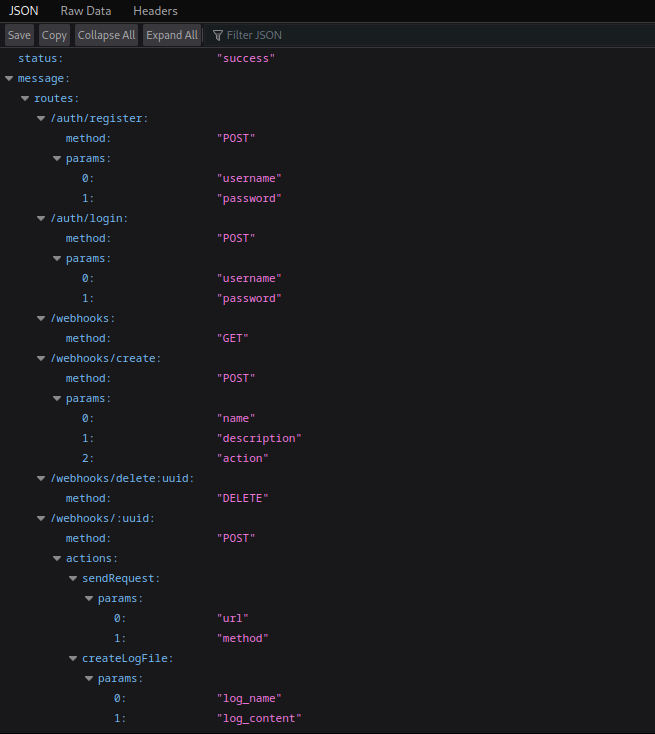 JSON Raw Data Headers
Save Copy Collapse All Expand All Filter JSON
status: "success"
message:
routes:
/auth/register:
method: "POST"
params:
0: "username"
1: "password"
/auth/login:
method: "POST"
params:
0: "username"
1: "password"
/webhooks:
method: "GET"
/webhooks/create:
method: "POST"
params:
0: "name"
1: "description"
2: "action"
/webhooks/delete:uuid:
method: "DELETE"
/webhooks/:uuid:
method: "POST"
actions:
sendRequest:
params:
0: "url"
1: "method"
createLogFile:
params:
0: "log_name"
1: "log_content"